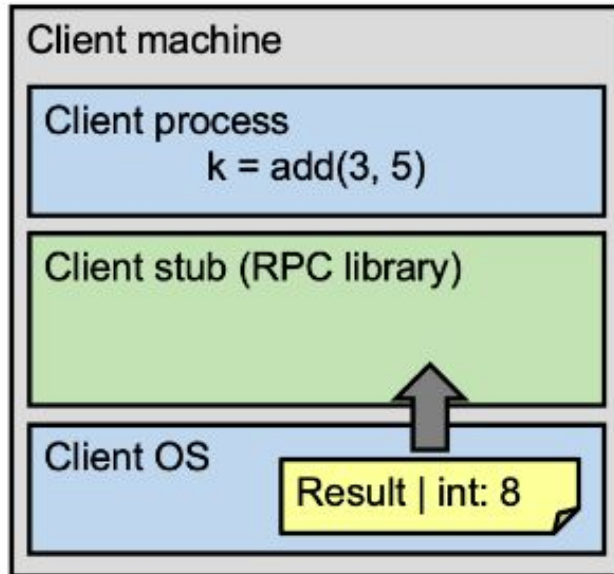 Client machine
Client process
k = add(3, 5)
Client stub (RPC library)
Client OS
Result | int: 8